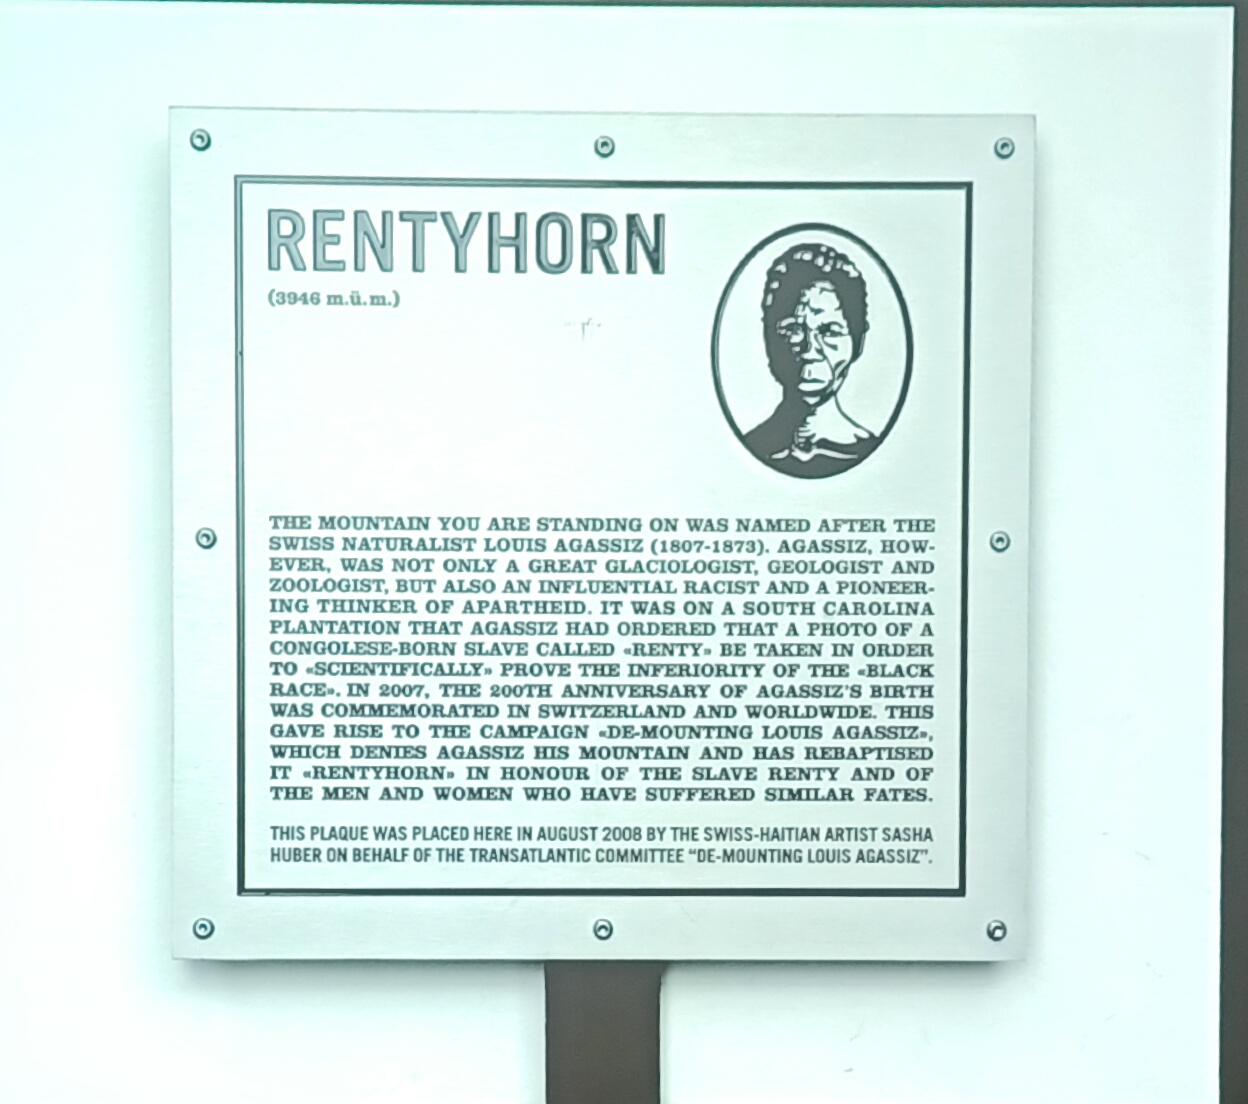 RENTYHORN
(3946 m.ü.m.)
THE MOUNTAIN YOU ARE STANDING ON WAS NAMED AFTER THE
SWISS NATURALIST LOUIS AGASSIZ (1807-1873). AGASSIZ, HOW-
EVER, WAS NOT ONLY A GREAT GLACIOLOGIST, GEOLOGIST AND
ZOOLOGIST, BUT ALSO AN INFLUENTIAL RACIST AND A PIONEER-
ING THINKER OF APARTHEID. IT WAS ON A SOUTH CAROLINA
PLANTATION THAT AGASSIZ HAD ORDERED THAT A PHOTO OF A
CONGOLESE-BORN SLAVE CALLED «RENTY» BE TAKEN IN ORDER
TO «SCIENTIFICALLY» PROVE THE INFERIORITY OF THE «BLACK
RACE». IN 2007, THE 200TH ANNIVERSARY OF AGASSIZ'S BIRTH
WAS COMMEMORATED IN SWITZERLAND AND WORLDWIDE. THIS
GAVE RISE TO THE CAMPAIGN «DE-MOUNTING LOUIS AGASSIZ»,
WHICH DENIES AGASSIZ HIS MOUNTAIN AND HAS REBAPTISED
IT «RENTYHORN» IN HONOUR OF THE SLAVE RENTY AND OF
THE MEN AND WOMEN WHO HAVE SUFFERED SIMILAR FATES.
THIS PLAQUE WAS PLACED HERE IN AUGUST 2008 BY THE SWISS-HAITIAN ARTIST SASHA
HUBER ON BEHALF OF THE TRANSATLANTIC COMMITTEE “DE-MOUNTING LOUIS AGASSIZ”.